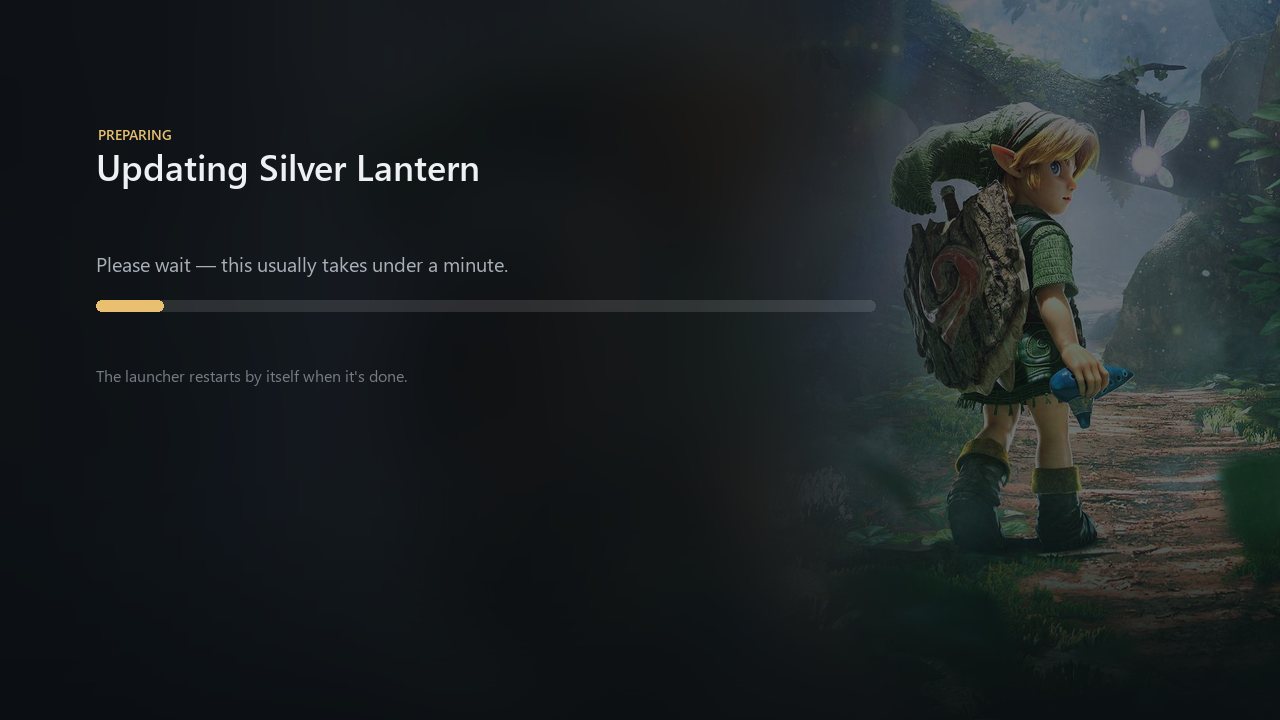 PREPARING
Updating Silver Lantern
Please wait — this usually takes under a minute.
The launcher restarts by itself when it's done.